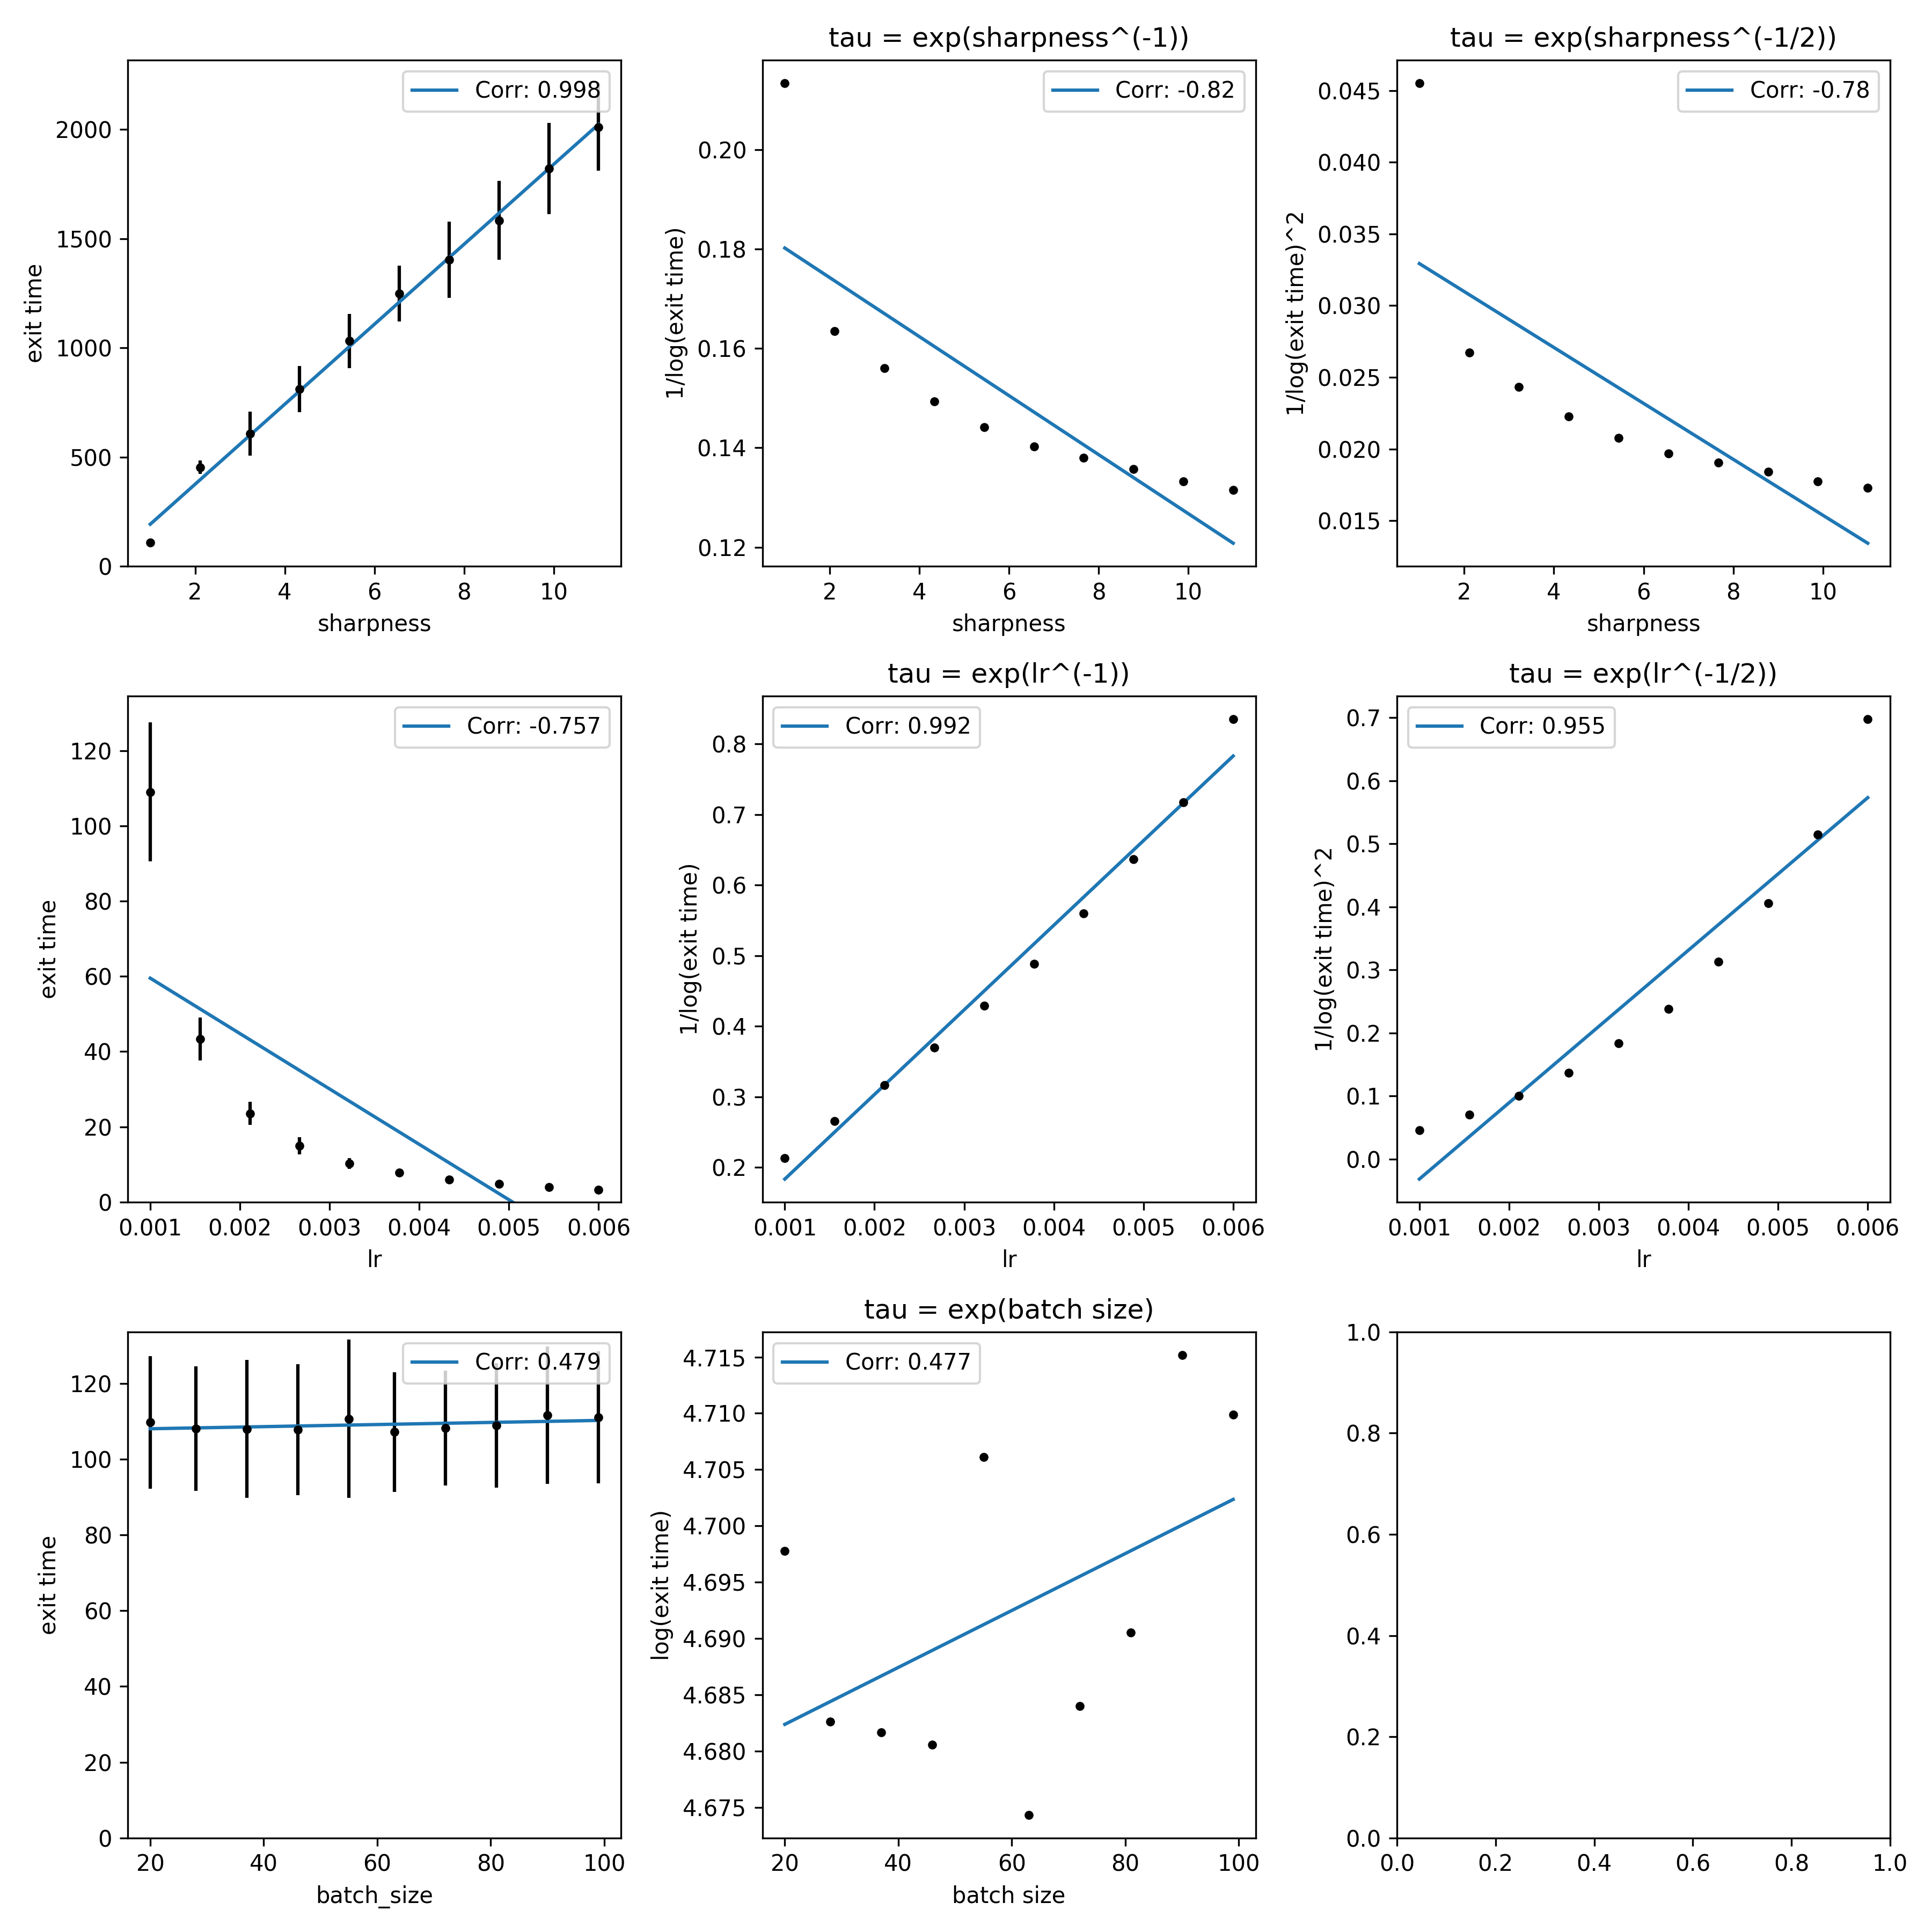 tau = exp(sharpness^(-1))
tau = exp(sharpness^(-1/2))
Corr: 0.998
Corr: -0.82
Corr: -0.78
exit time
2000
1500
1000
500
0
2 4 6 8 10
sharpness
1/log(exit time)
0.20
0.18
0.16
0.14
0.12
2 4 6 8 10
sharpness
1/log(exit time)^2
0.045
0.040
0.035
0.030
0.025
0.020
0.015
2 4 6 8 10
sharpness
tau = exp(lr^(-1))
tau = exp(lr^(-1/2))
Corr: -0.757
Corr: 0.992
Corr: 0.955
exit time
120
100
80
60
40
20
0
0.001 0.002 0.003 0.004 0.005 0.006
lr
1/log(exit time)
0.8
0.7
0.6
0.5
0.4
0.3
0.2
0.001 0.002 0.003 0.004 0.005 0.006
lr
1/log(exit time)^2
0.7
0.6
0.5
0.4
0.3
0.2
0.1
0.0
0.001 0.002 0.003 0.004 0.005 0.006
lr
tau = exp(batch size)
Corr: 0.479
Corr: 0.477
exit time
120
100
80
60
40
20
0
20 40 60 80 100
batch_size
log(exit time)
4.715
4.710
4.705
4.700
4.695
4.690
4.685
4.680
4.675
20 40 60 80 100
batch size
1.0
0.8
0.6
0.4
0.2
0.0
0.0 0.2 0.4 0.6 0.8 1.0